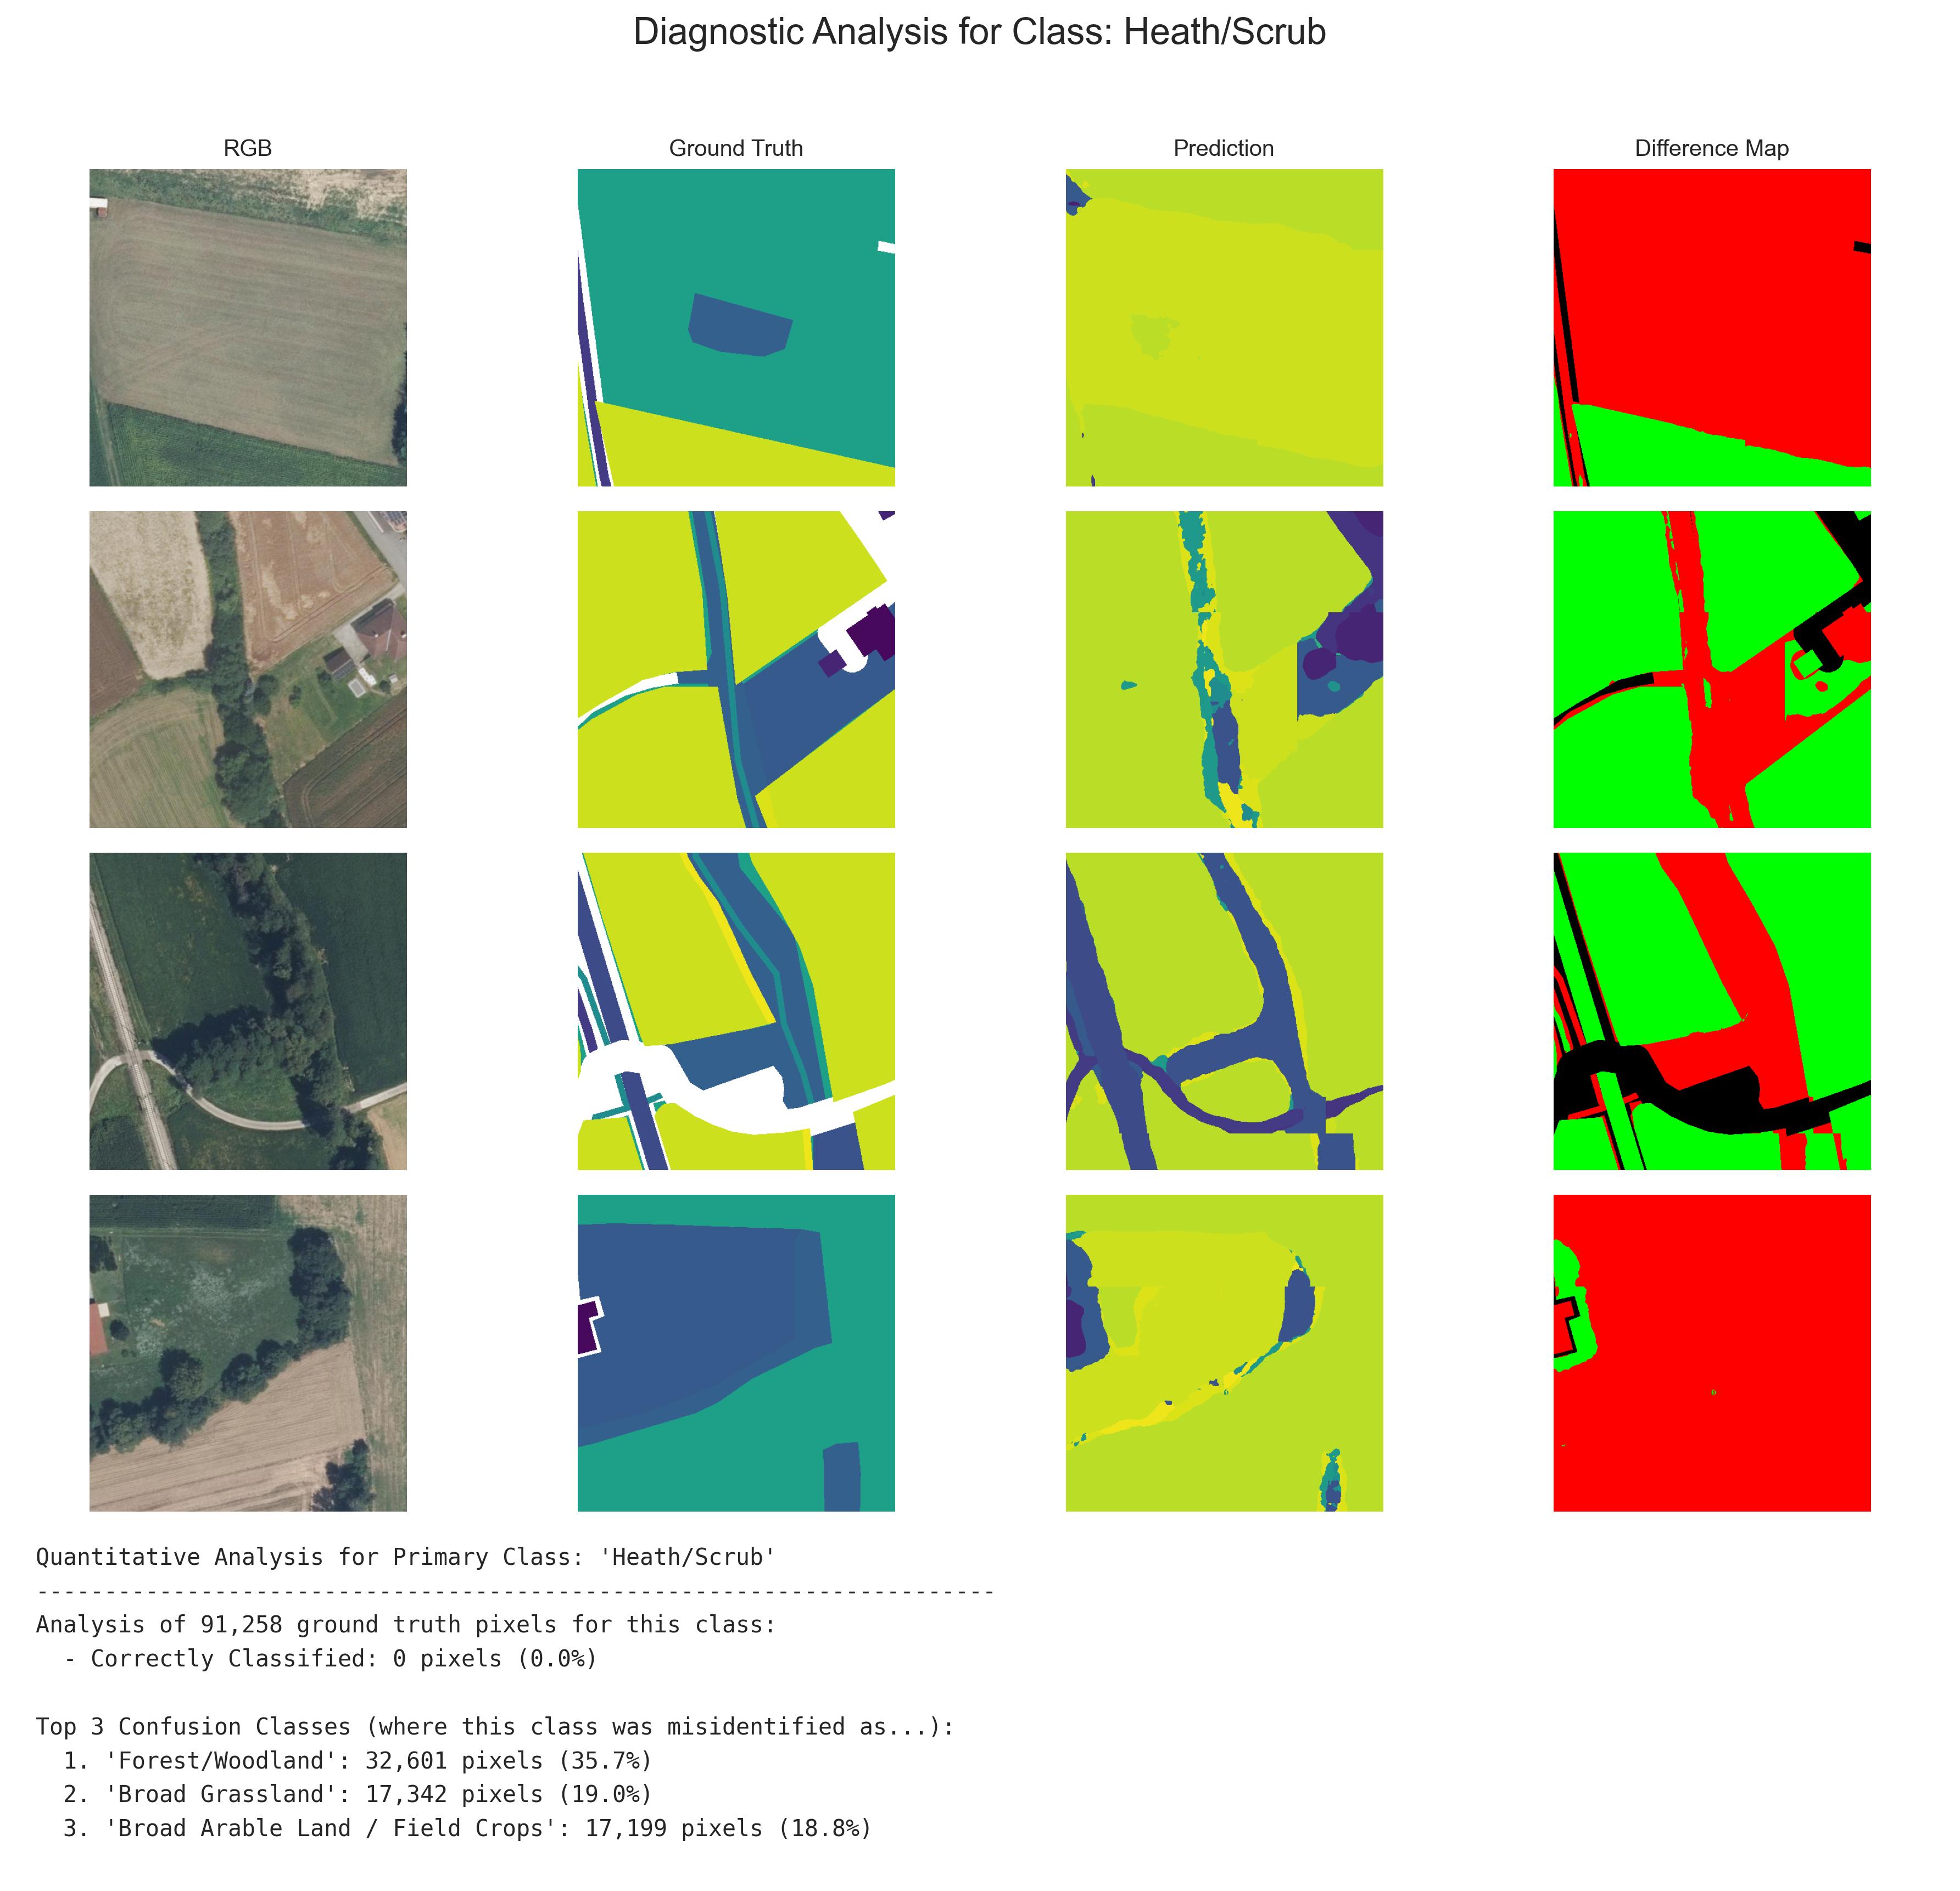 Diagnostic Analysis for Class: Heath/Scrub
RGB
Ground Truth
Prediction
Difference Map
Quantitative Analysis for Primary Class: 'Heath/Scrub'
----------------------------------------------------------------------
Analysis of 91,258 ground truth pixels for this class:
- Correctly Classified: 0 pixels (0.0%)
Top 3 Confusion Classes (where this class was misidentified as...):
1. 'Forest/Woodland': 32,601 pixels (35.7%)
2. 'Broad Grassland': 17,342 pixels (19.0%)
3. 'Broad Arable Land / Field Crops': 17,199 pixels (18.8%)